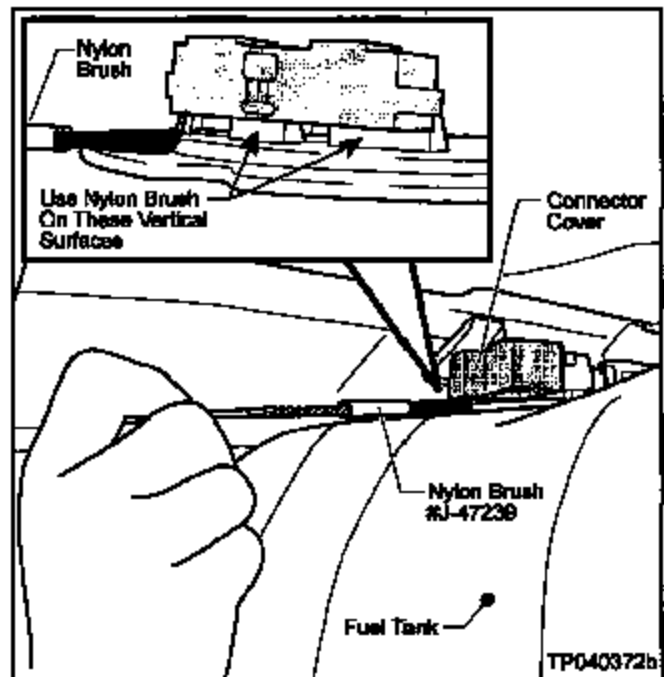 Nylon
Brush
Use Nylon Brush
On These Vertical
Surfaces
Connector
Cover
Nylon Brush
#J-47239
Fuel Tank
TP040372b